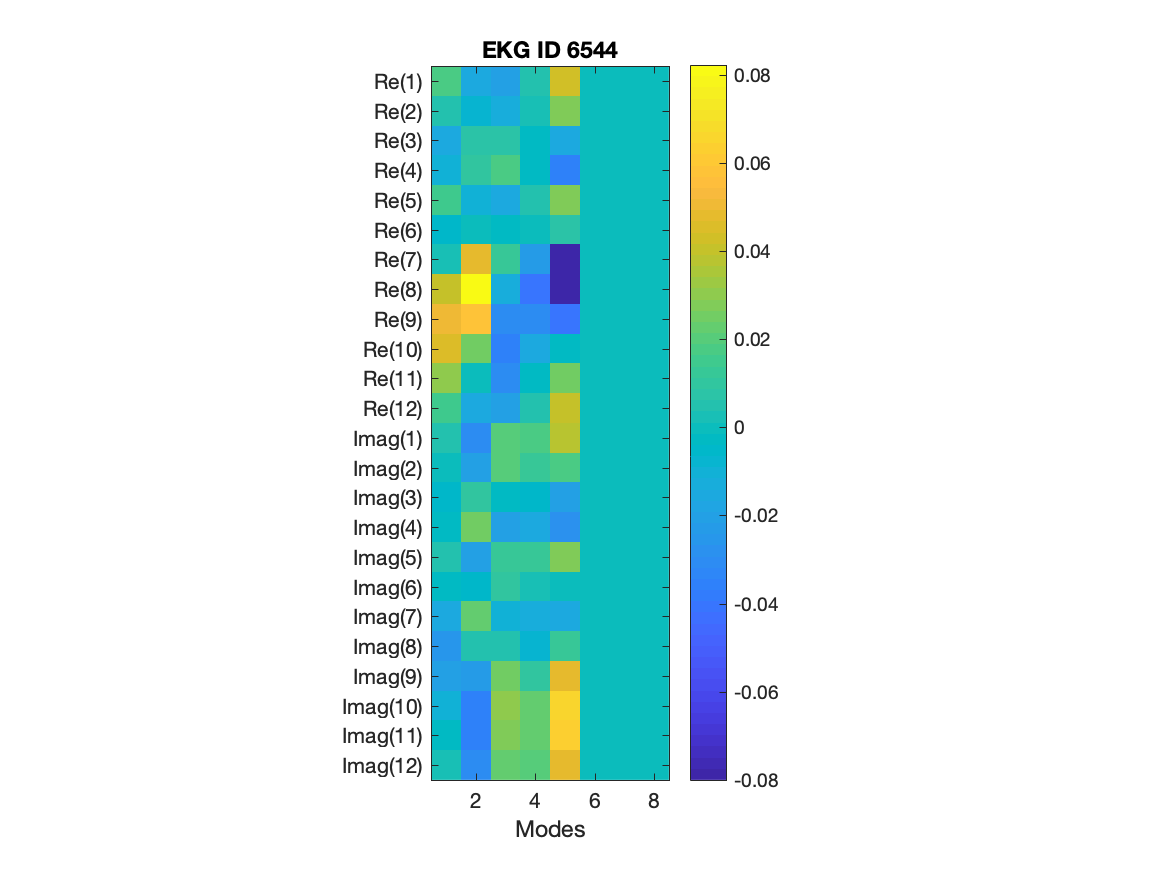 EKG ID 6544
Re(1)
Re(2)
Re(3)
Re(4)
Re(5)
Re(6)
Re(7)
Re(8)
Re(9)
Re(10)
Re(11)
Re(12)
Imag(1)
Imag(2)
Imag(3)
Imag(4)
Imag(5)
Imag(6)
Imag(7)
Imag(8)
Imag(9)
Imag(10)
Imag(11)
Imag(12)
2 4 6 8
Modes
0.08
0.06
0.04
0.02
0
-0.02
-0.04
-0.06
-0.08